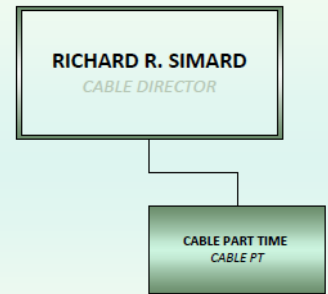 RICHARD R. SIMARD
CABLE DIRECTOR
CABLE PART TIME
CABLE PT